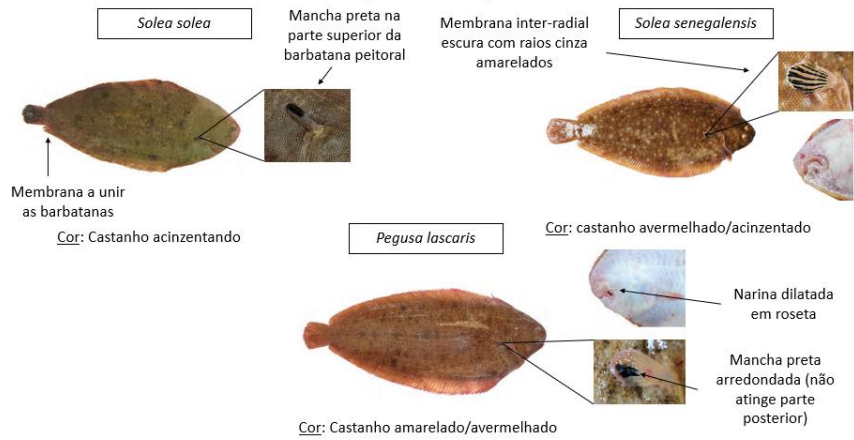 Solea solea
Mancha preta na
parte superior da
barbatana peitoral
Membrana a unir
as barbatanas
Cor: Castanho acinzentando
Membrana inter-radial
escura com raios cinza
amarelados
Solea senegalensis
Cor: castanho avermelhado/acinzentado
Pegusa lascaris
Narina dilatada
em roseta
Mancha preta
arredondada (não
atinge parte
posterior)
Cor: Castanho amarelado/avermelhado